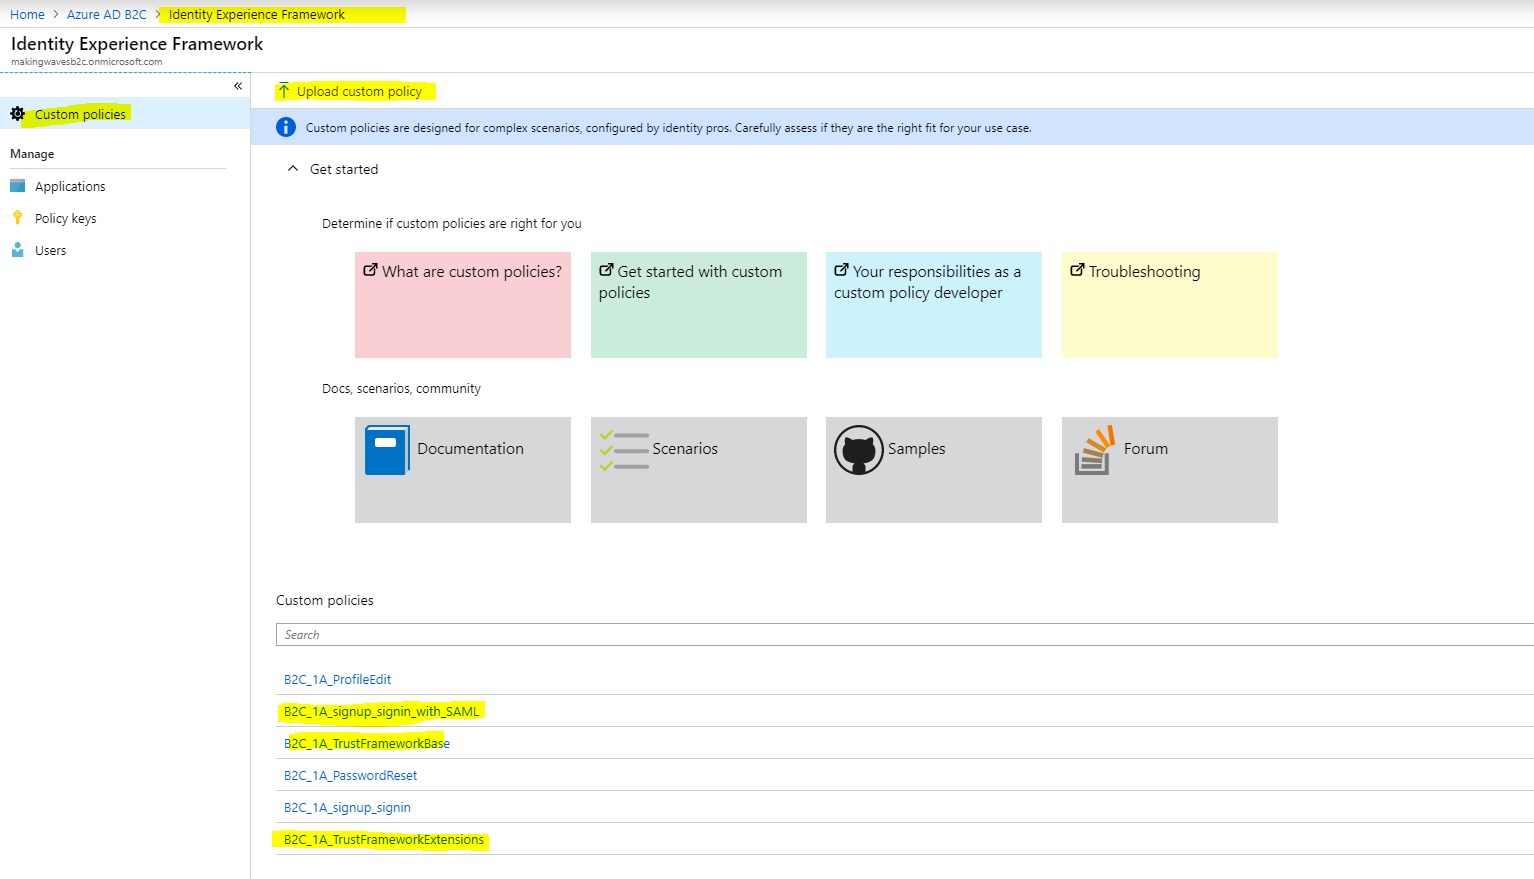 Home > Azure AD B2C > Identity Experience Framework
Identity Experience Framework
makingwavesb2c.onmicrosoft.com
«
Custom policies
Manage
Applications
Policy keys
Users
Upload custom policy
Custom policies are designed for complex scenarios, configured by identity pros. Carefully assess if they are the right fit for your use case.
Get started
Determine if custom policies are right for you
What are custom policies?
Get started with custom
policies
Your responsibilities as a
custom policy developer
Troubleshooting
Docs, scenarios, community
Documentation
Scenarios
Samples
Forum
Custom policies
Search
B2C_1A_ProfileEdit
B2C_1A_signup_signin_with_SAML
B2C_1A_TrustFrameworkBase
B2C_1A_PasswordReset
B2C_1A_signup_signin
B2C_1A_TrustFrameworkExtensions